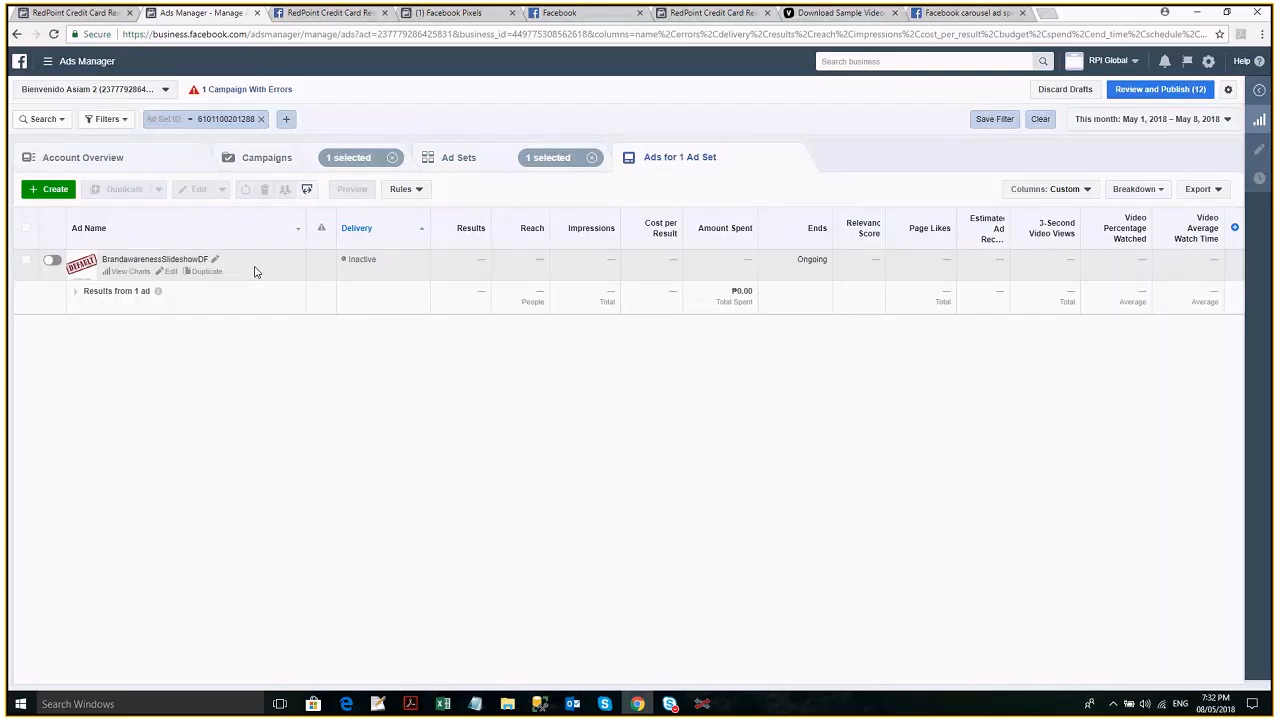 RedPoint Credit Card Re
Ads Manager - Manage A
RedPoint Credit Card Re
(1) Facebook Pixels
Facebook
RedPoint Credit Card Re
Download Sample Video
Facebook carousel ad sp
Secure
https://business.facebook.com/adsmanager/manage/ads?act=2377792864258318&business_id=449775308562618&columns=name%2Cerrors%2Cdelivery%2Cresults%2Creach%2Cimpressions%2Ccost_per_result%2Cbudget%2Cspend%2Cend_time%2Cschedule%2C...
Ads Manager
Search business
RPI Global
Help
Bienvenido Asiam 2 (2377792864...
1 Campaign With Errors
Discard Drafts
Review and Publish (12)
Search
Filters
Ad Set ID: = 6101100201288
Save Filter
Clear
This month: May 1, 2018 – May 8, 2018
Account Overview
Campaigns
1 selected
Ad Sets
1 selected
Ads for 1 Ad Set
Create
Duplicate
Edit
Preview
Rules
Columns: Custom
Breakdown
Export
Ad Name
Delivery
Results
Reach
Impressions
Cost per
Result
Amount Spent
Ends
Relevanc
Score
Page Likes
Estimated
Ad
Rec...
3-Second
Video Views
Video
Percentage
Watched
Video
Average
Watch Time
DEFAULT
BrandawarenessSlideshowDF
View Charts
Edit
Duplicate
Inactive
—
—
—
—
—
Ongoing
—
—
—
—
—
—
Results from 1 ad
—
—
People
—
Total
—
₱0.00
Total Spent
—
—
Total
—
—
Total
—
Average
—
Average
Search Windows
ENG
7:32 PM
08/05/2018